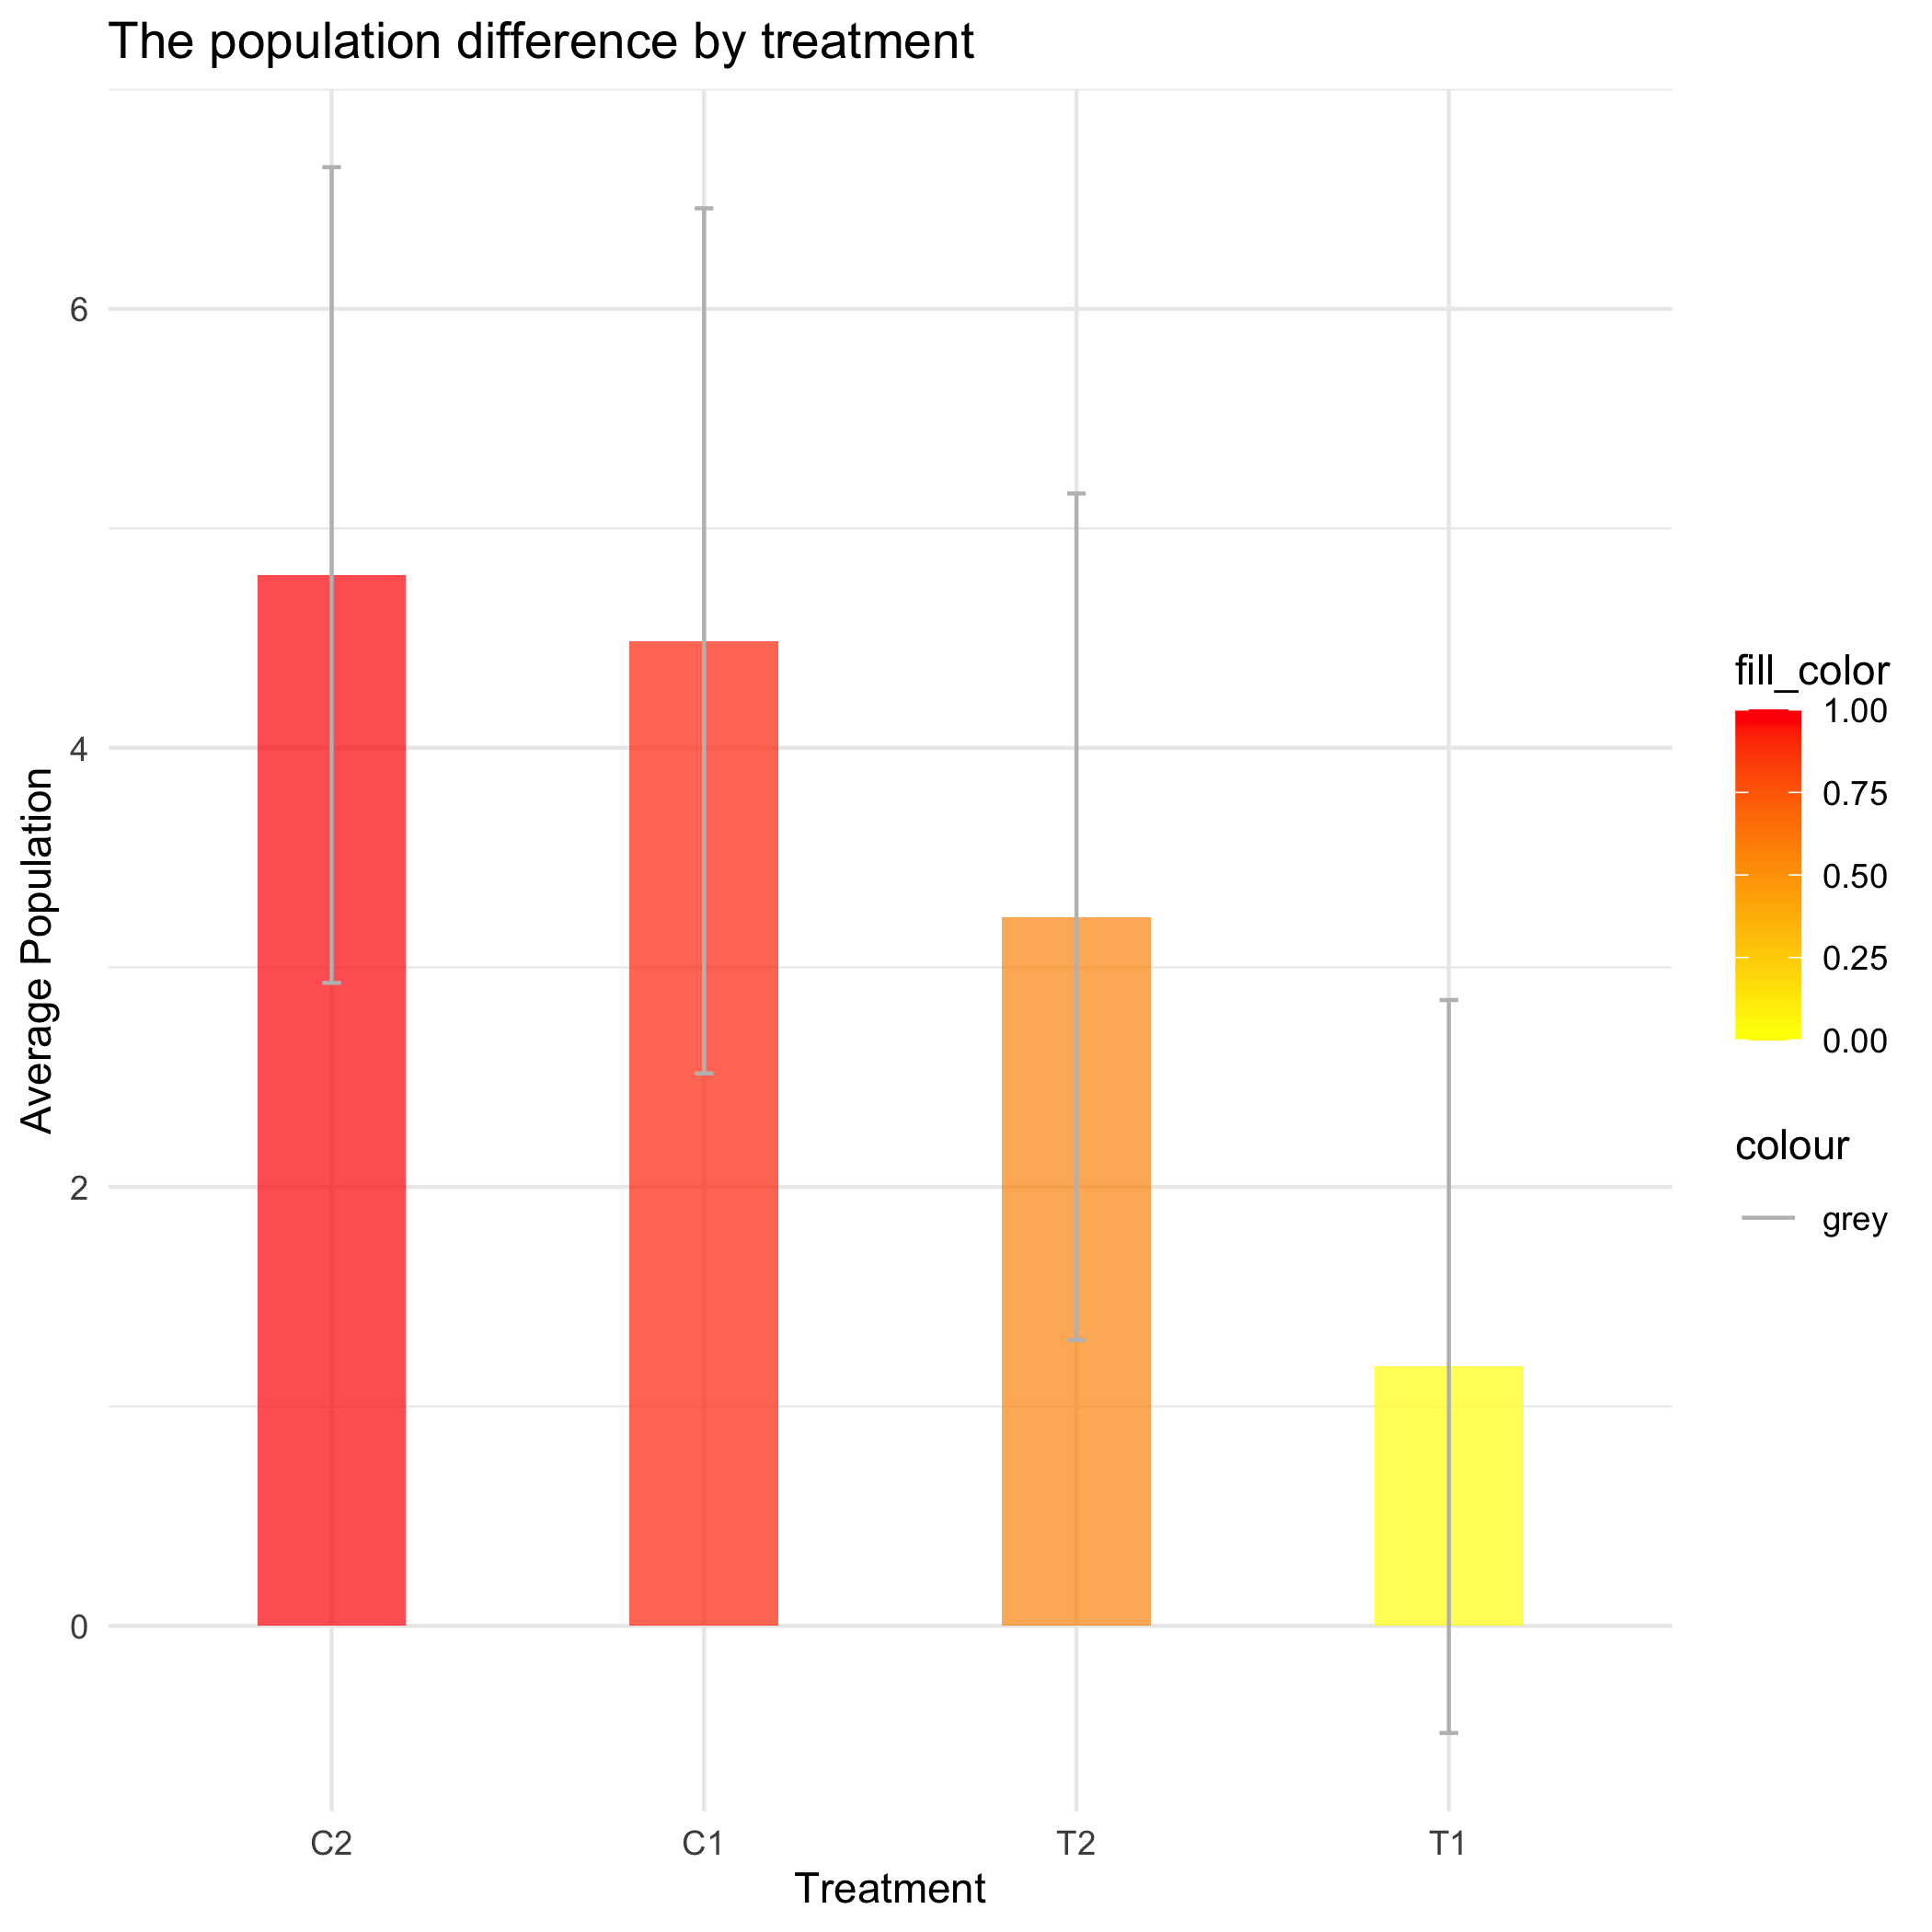 The population difference by treatment
Average Population
6
4
2
0
C2
C1
T2
T1
Treatment
fill_color
1.00
0.75
0.50
0.25
0.00
colour
grey